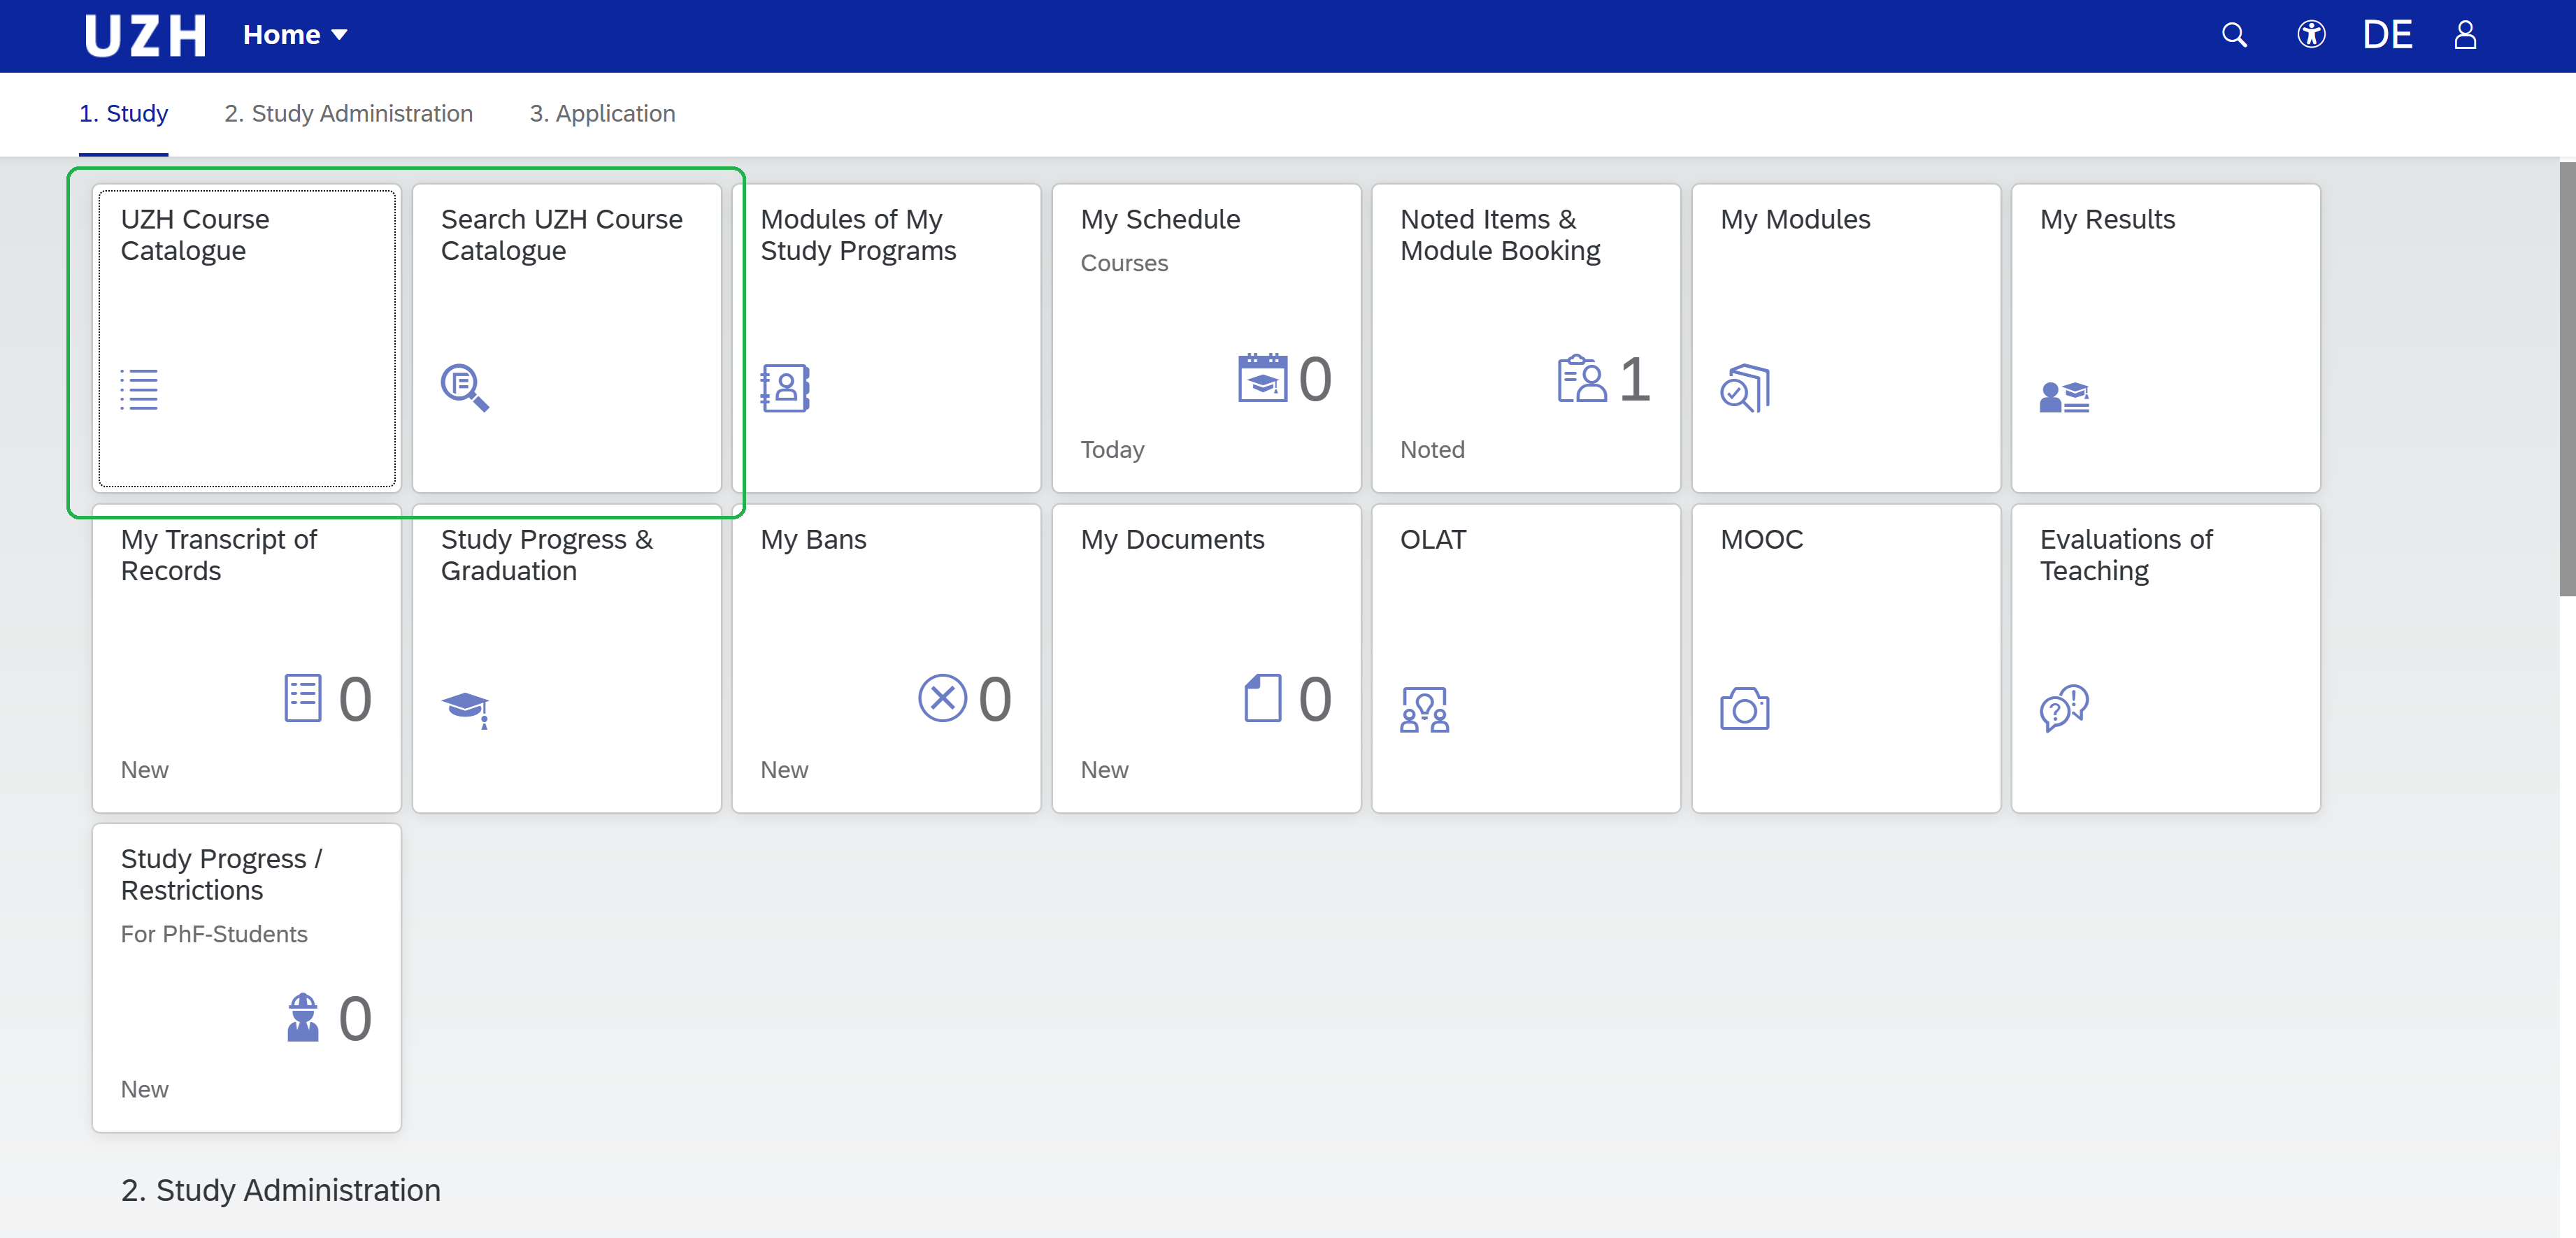 UZH Home
DE
1. Study
2. Study Administration
3. Application
UZH Course
Catalogue
Search UZH Course
Catalogue
Modules of My
Study Programs
My Schedule
Courses
0
Today
Noted Items &
Module Booking
1
Noted
My Modules
My Results
My Transcript of
Records
0
New
Study Progress &
Graduation
My Bans
0
New
My Documents
0
New
OLAT
MOOC
Evaluations of
Teaching
Study Progress /
Restrictions
For PhF-Students
0
New
2. Study Administration